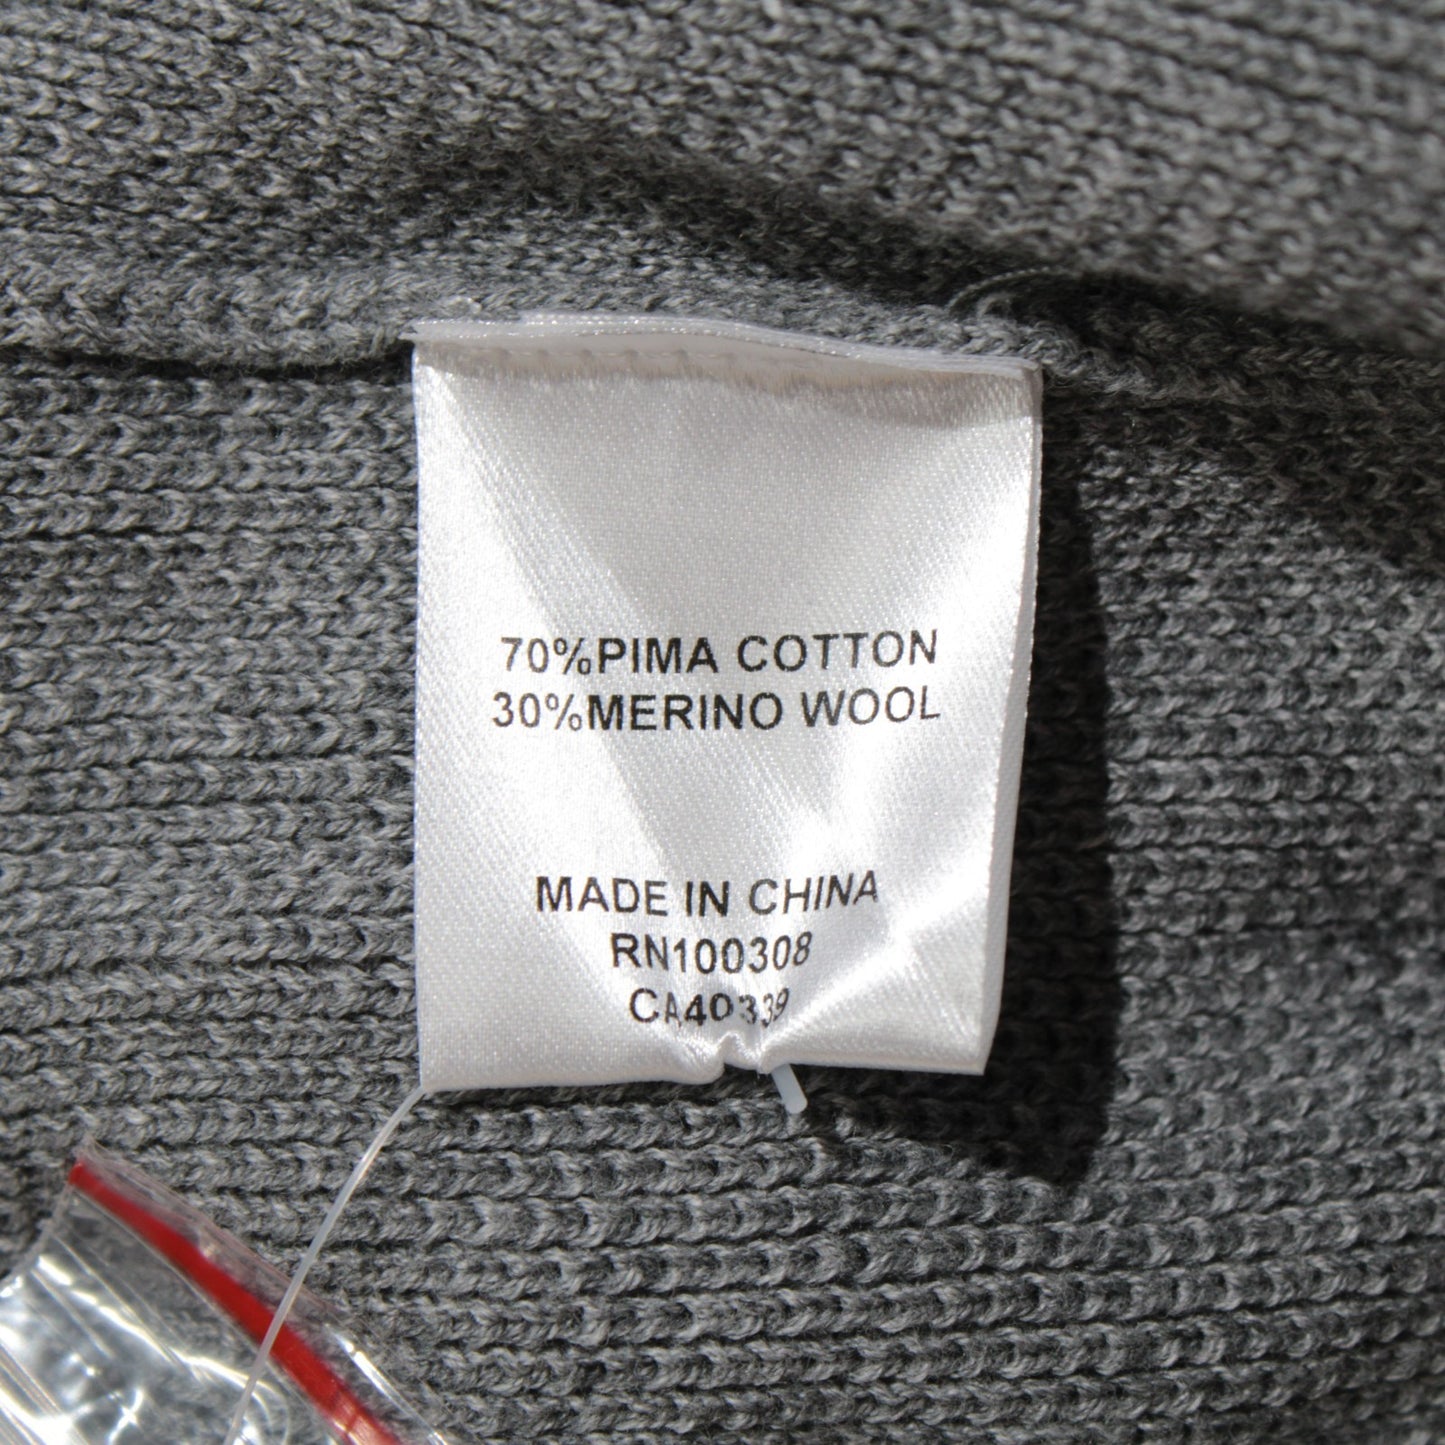 70%PIMA COTTON
30%MERINO WOOL
MADE IN CHINA
RN100308
CA40339